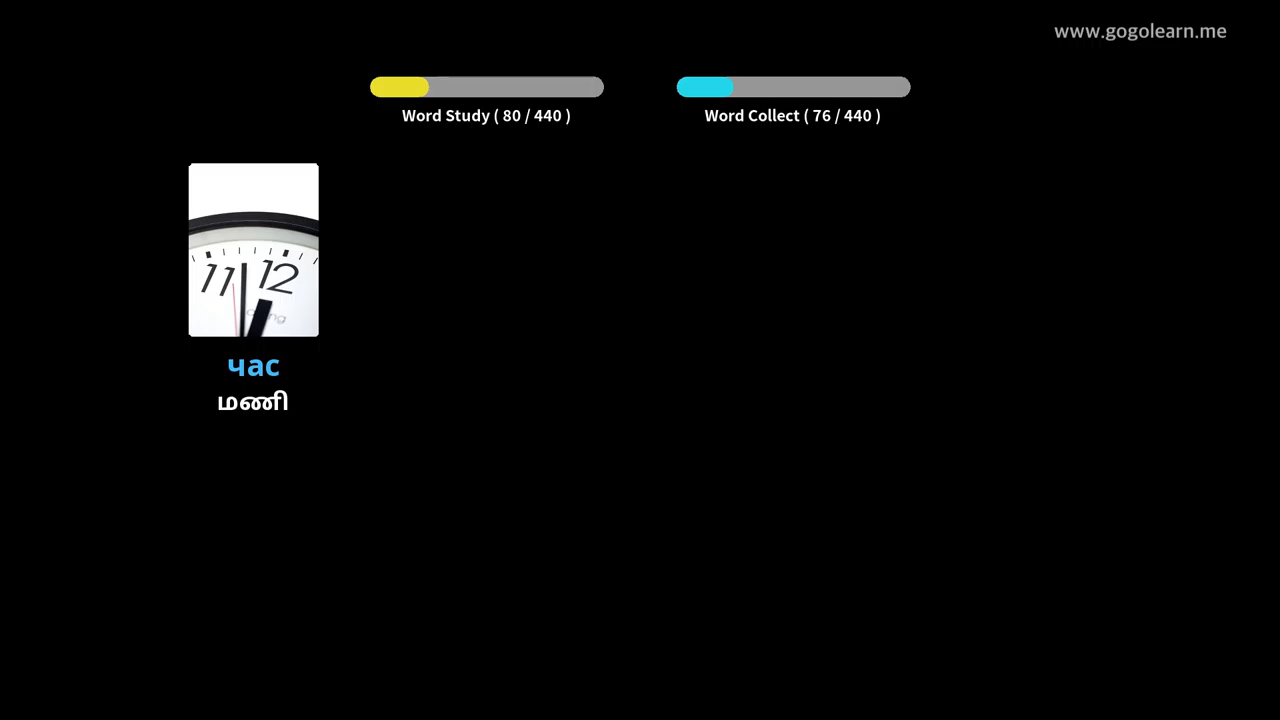 www.gogolearn.me
Word Study ( 80 / 440 )
Word Collect ( 76 / 440 )
11 12
час
மணி